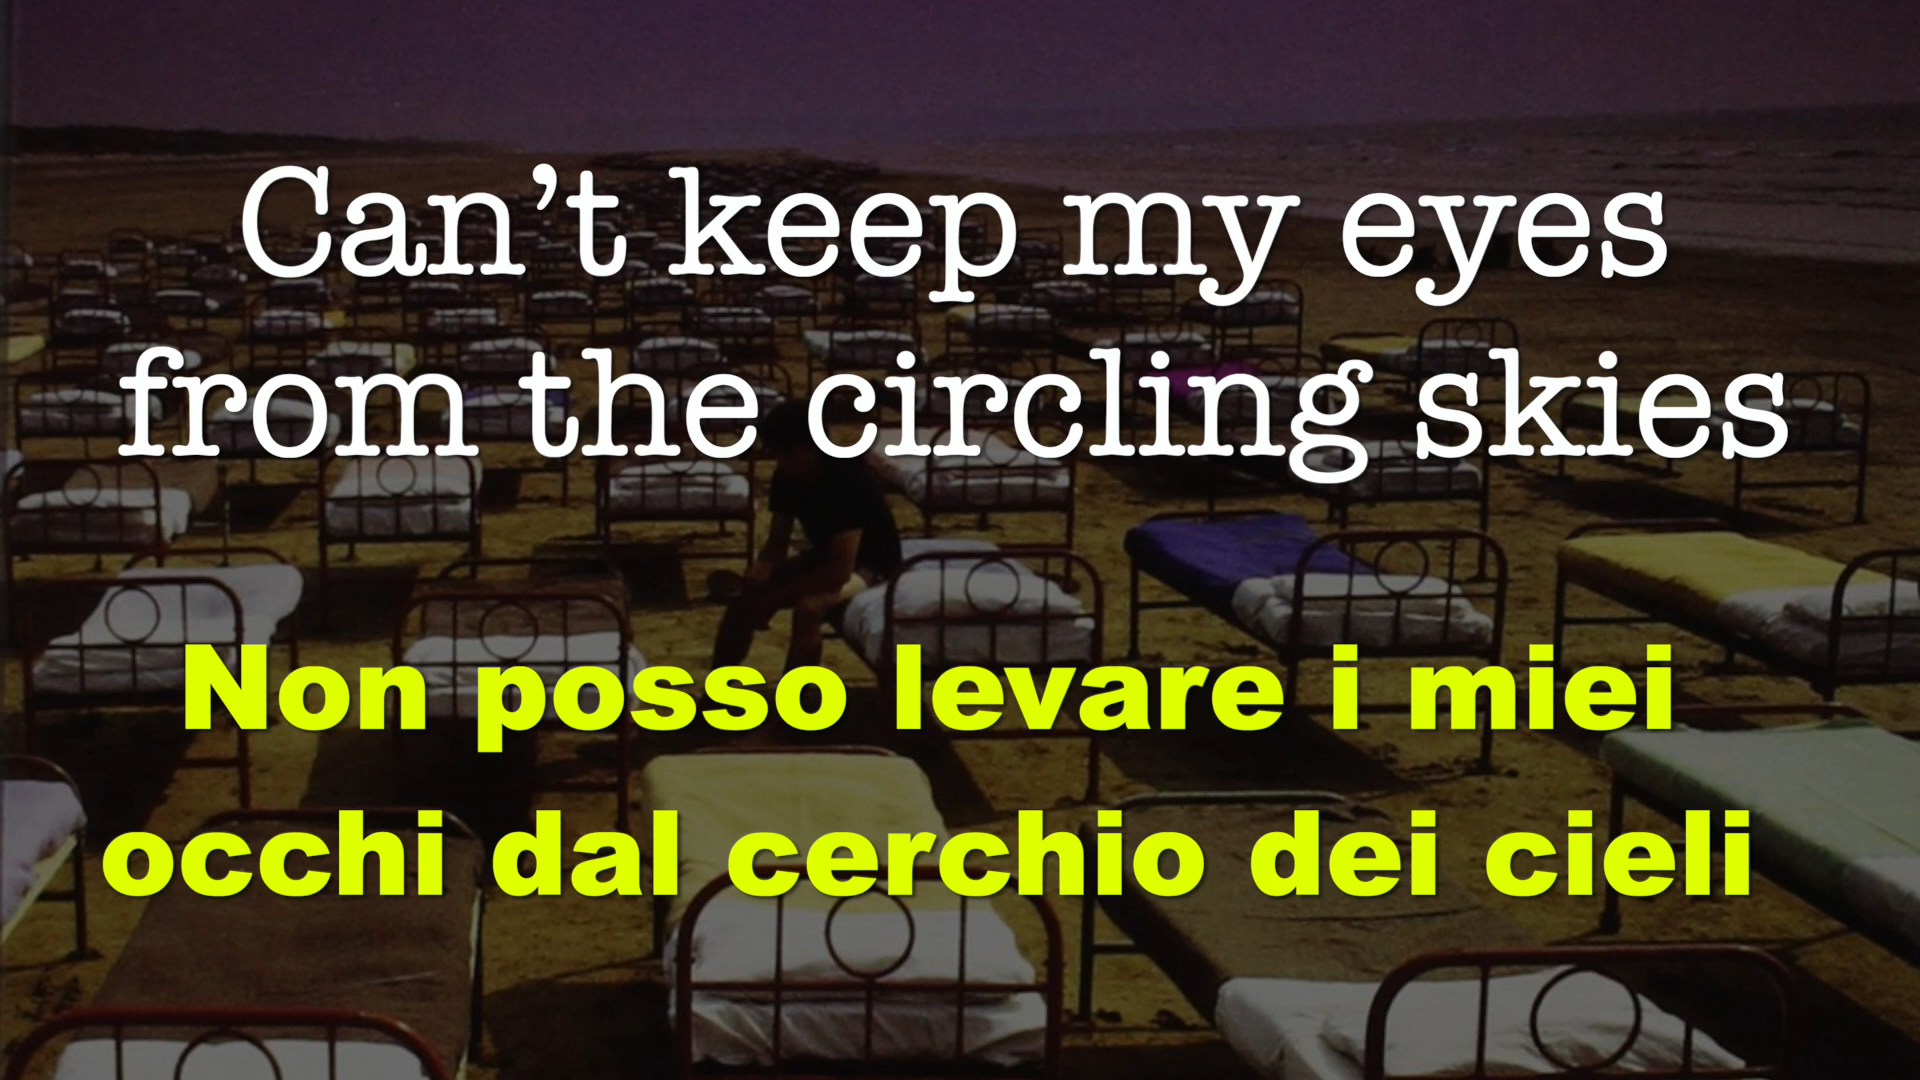 Can’t keep my eyes
from the circling skies
Non posso levare i miei
occhi dal cerchio dei cieli